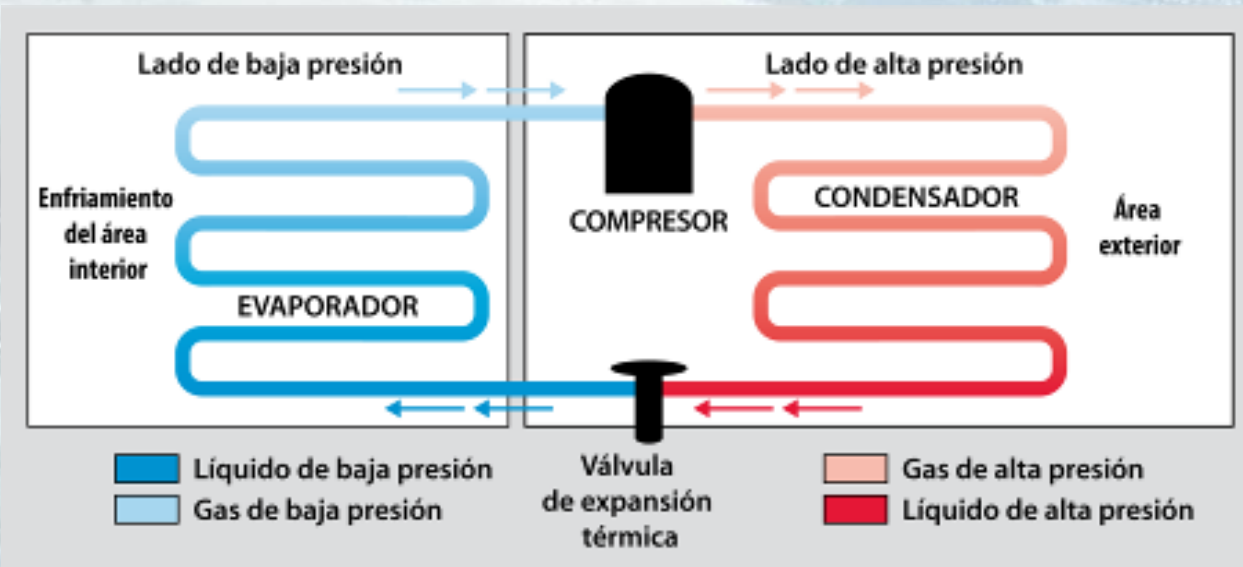 Lado de baja presión
Lado de alta presión
Enfriamiento
del área
interior
EVAPORADOR
COMPRESOR
CONDENSADOR
Área
exterior
Líquido de baja presión
Gas de baja presión
Válvula
de expansión
térmica
Gas de alta presión
Líquido de alta presión